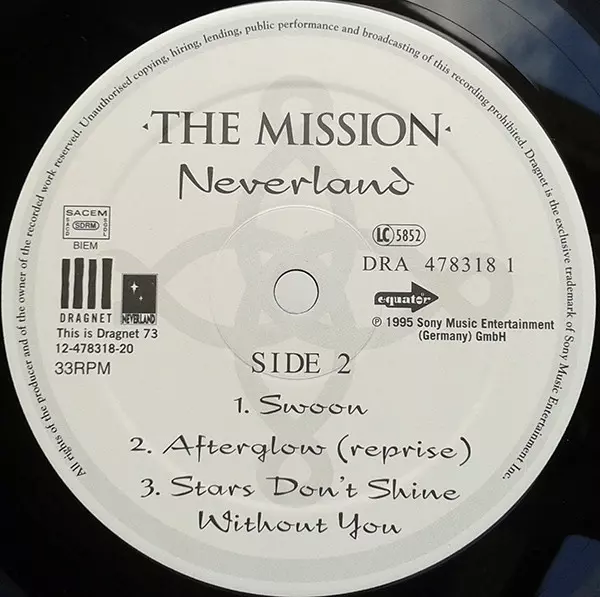 All rights of the producer and of the owner of the recorded work reserved. Unauthorised copying, hiring, lending, public performance and broadcasting of this recording prohibited. Dragnet is the exclusive trademark of Sony Music Entertainment Inc.
·THE MISSION·
Neverland
SACEM
SACD
SDRM
SGDL
BIEM
LC 5852
DRA 478318 1
DRAGNET
NEVERLAND
equator
This is Dragnet 73
12-478318-20
33RPM
℗ 1995 Sony Music Entertainment
(Germany) GmbH
SIDE 2
1. Swoon
2. Afterglow (reprise)
3. Stars Don't Shine
Without You